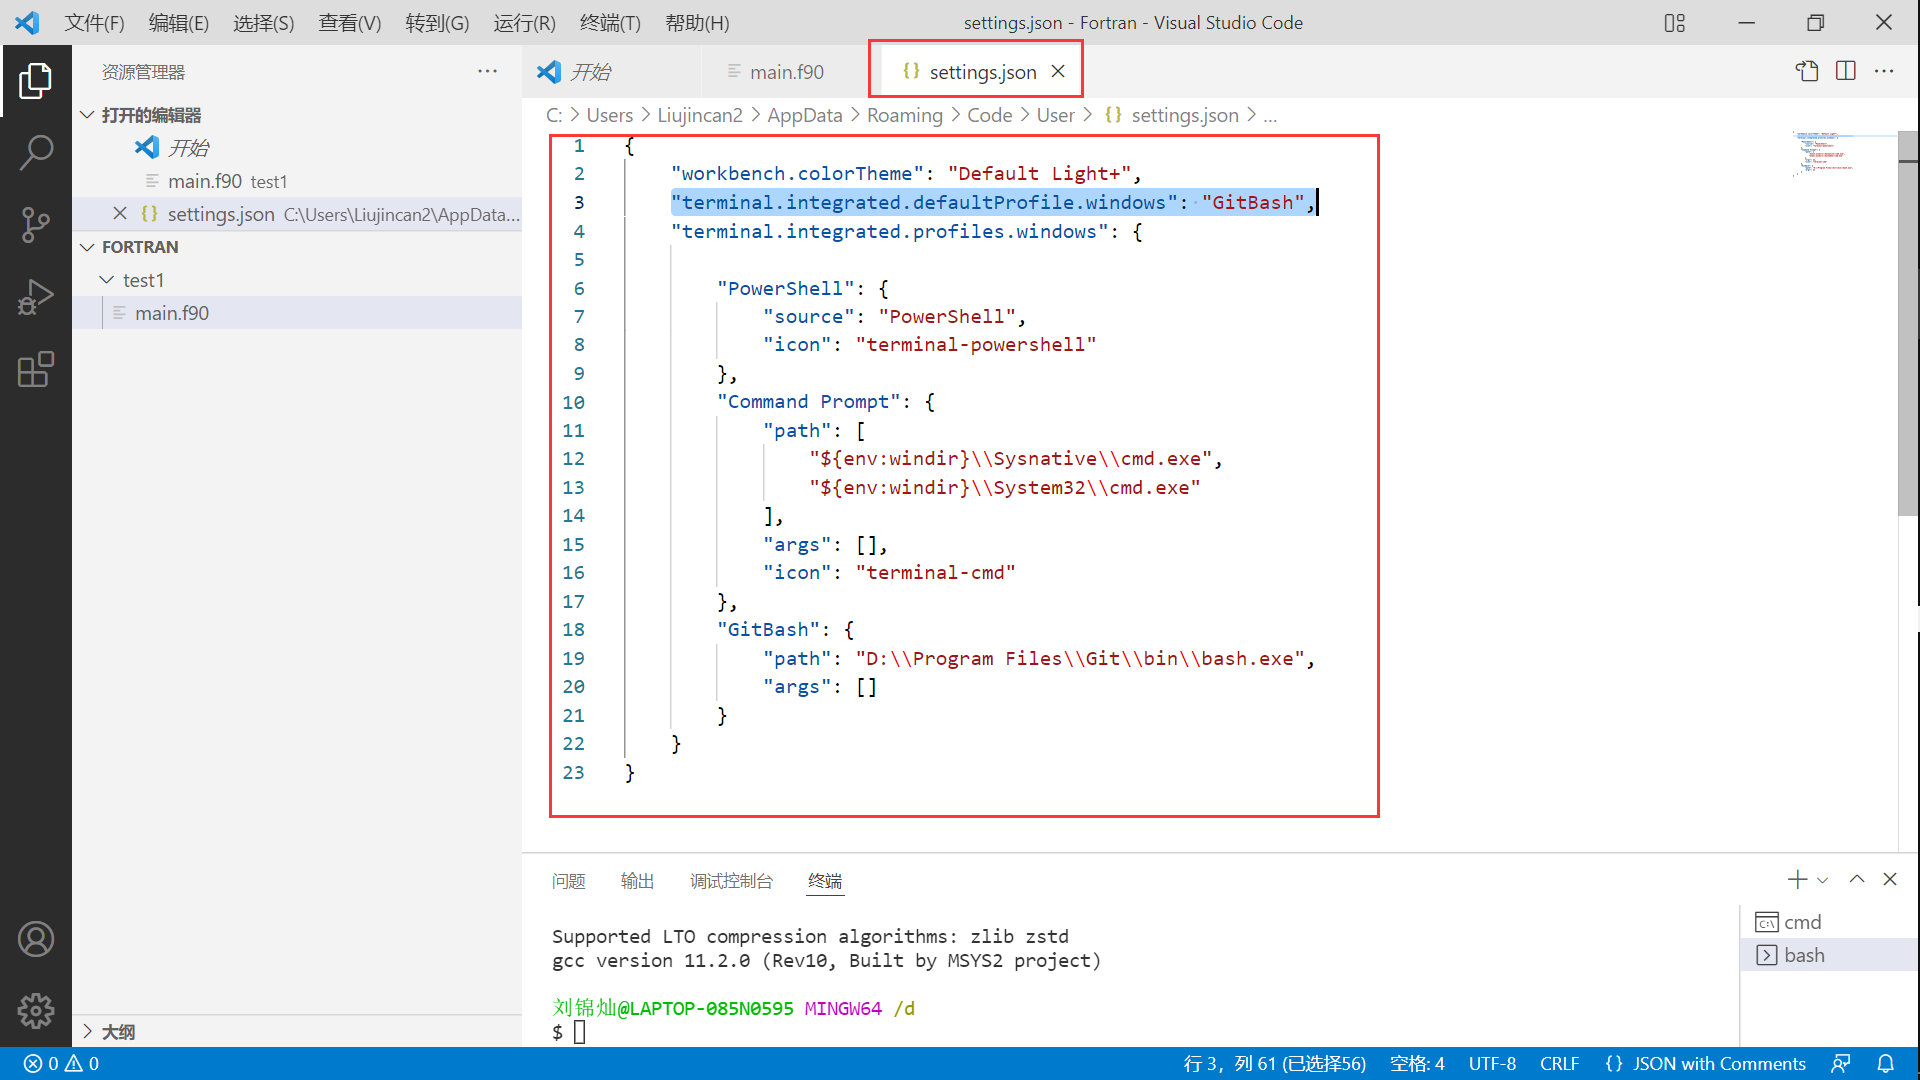 文件(F) 编辑(E) 选择(S) 查看(V) 转到(G) 运行(R) 终端(T) 帮助(H) settings.json - Fortran - Visual Studio Code
资源管理器
打开的编辑器
开始
main.f90 test1
settings.json C:\Users\Liujincan2\AppData...
FORTRAN
test1
main.f90
大纲
开始 main.f90 settings.json
C: > Users > Liujincan2 > AppData > Roaming > Code > User > {} settings.json > ...
1 {
2 "workbench.colorTheme": "Default Light+",
3 "terminal.integrated.defaultProfile.windows": "GitBash",
4 "terminal.integrated.profiles.windows": {
5
6 "PowerShell": {
7 "source": "PowerShell",
8 "icon": "terminal-powershell"
9 },
10 "Command Prompt": {
11 "path": [
12 "${env:windir}\\Sysnative\\cmd.exe",
13 "${env:windir}\\System32\\cmd.exe"
14 ],
15 "args": [],
16 "icon": "terminal-cmd"
17 },
18 "GitBash": {
19 "path": "D:\\Program Files\\Git\\bin\\bash.exe",
20 "args": []
21 }
22 }
23 }
问题 输出 调试控制台 终端
Supported LTO compression algorithms: zlib zstd
gcc version 11.2.0 (Rev10, Built by MSYS2 project)
刘锦灿@LAPTOP-085N0595 MINGW64 /d
$
cmd
bash
0 0 行 3，列 61 (已选择56) 空格: 4 UTF-8 CRLF {} JSON with Comments